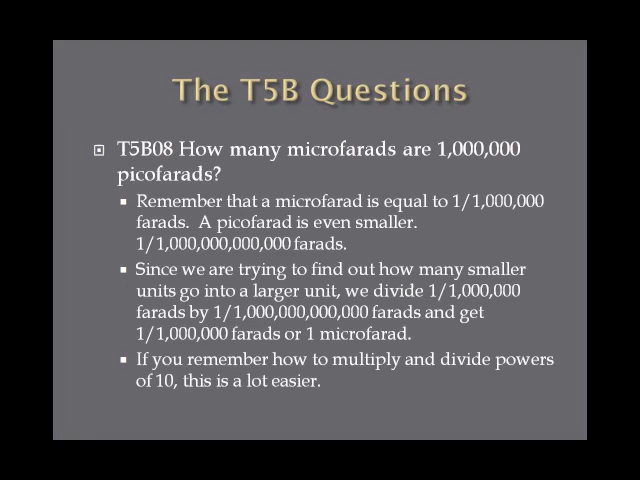 The T5B Questions
T5B08 How many microfarads are 1,000,000
picofarads?
Remember that a microfarad is equal to 1/1,000,000
farads. A picofarad is even smaller.
1/1,000,000,000,000 farads.
Since we are trying to find out how many smaller
units go into a larger unit, we divide 1/1,000,000
farads by 1/1,000,000,000,000 farads and get
1/1,000,000 farads or 1 microfarad.
If you remember how to multiply and divide powers
of 10, this is a lot easier.